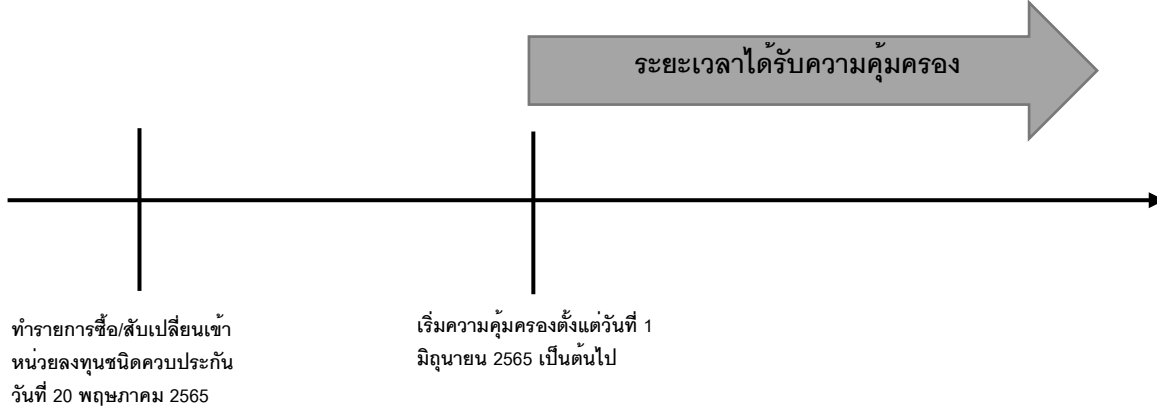 ระยะเวลาได้รับความคุ้มครอง
ทำรายการซื้อ/สับเปลี่ยนเข้า
หน่วยลงทุนชนิดควบประกัน
วันที่ 20 พฤษภาคม 2565
เริ่มความคุ้มครองตั้งแต่วันที่ 1
มิถุนายน 2565 เป็นต้นไป